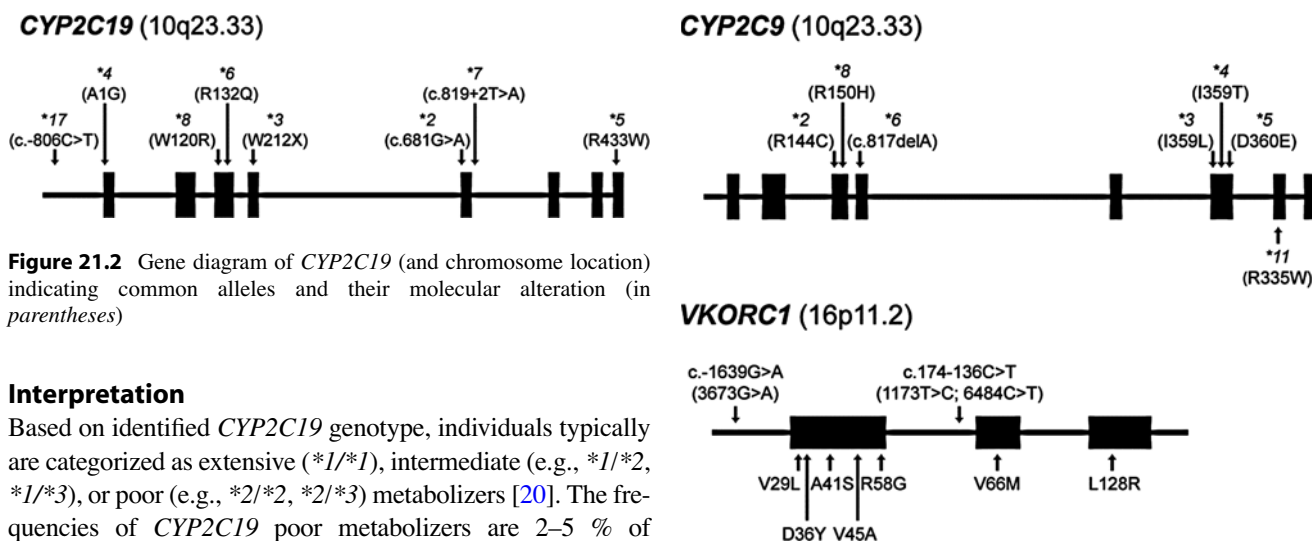 CYP2C19 (10q23.33)
*4
(A1G)
*6
(R132Q)
*7
(c.819+2T>A)
*17
(c.-806C>T)
*8
(W120R)
*3
(W212X)
*2
(c.681G>A)
*5
(R433W)
Figure 21.2 Gene diagram of CYP2C19 (and chromosome location)
indicating common alleles and their molecular alteration (in
parentheses)
Interpretation
Based on identified CYP2C19 genotype, individuals typically
are categorized as extensive (*1/*1), intermediate (e.g., *1/*2,
*1/*3), or poor (e.g., *2/*2, *2/*3) metabolizers [20]. The fre-
quencies of CYP2C19 poor metabolizers are 2–5 % of
CYP2C9 (10q23.33)
*8
(R150H)
*4
(I359T)
*2
(R144C)
*6
(c.817delA)
*3
(I359L)
*5
(D360E)
*11
(R335W)
VKORC1 (16p11.2)
c.-1639G>A
(3673G>A)
c.174-136C>T
(1173T>C; 6484C>T)
V29L A41S R58G V66M L128R
D36Y V45A